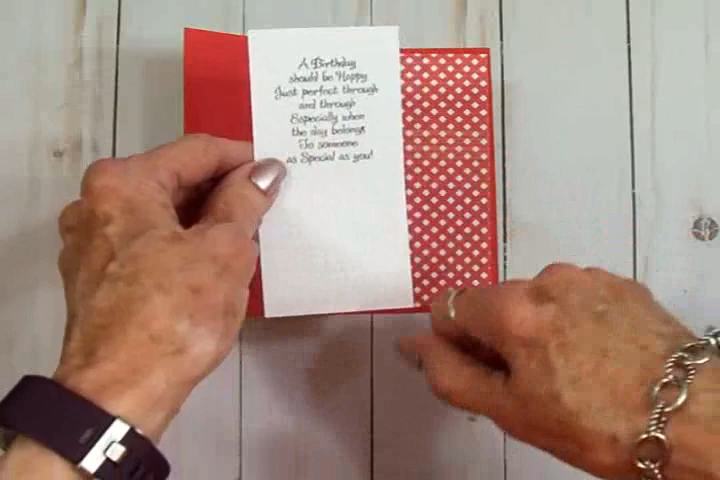 A Birthday
should be Happy
Just perfect through
and through
Especially when
the day belongs
To someone
as Special as you!